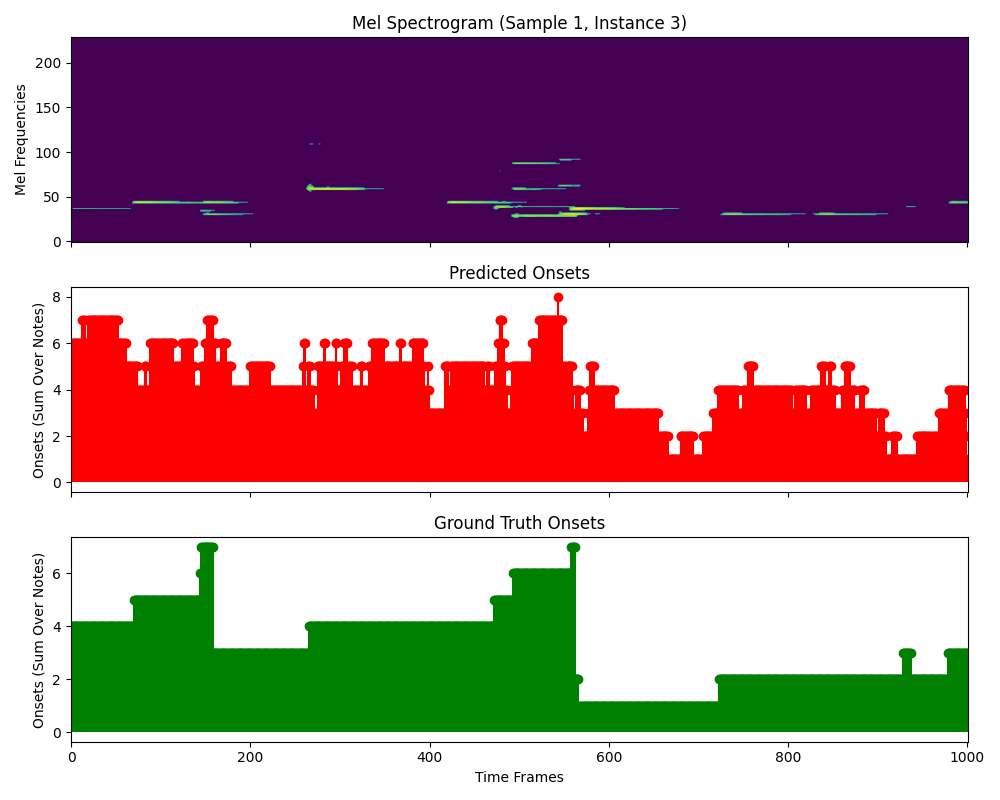 Mel Spectrogram (Sample 1, Instance 3)
Mel Frequencies
200
150
100
50
0
Predicted Onsets
Onsets (Sum Over Notes)
8
6
4
2
0
Ground Truth Onsets
Onsets (Sum Over Notes)
6
4
2
0
0 200 400 600 800 1000
Time Frames